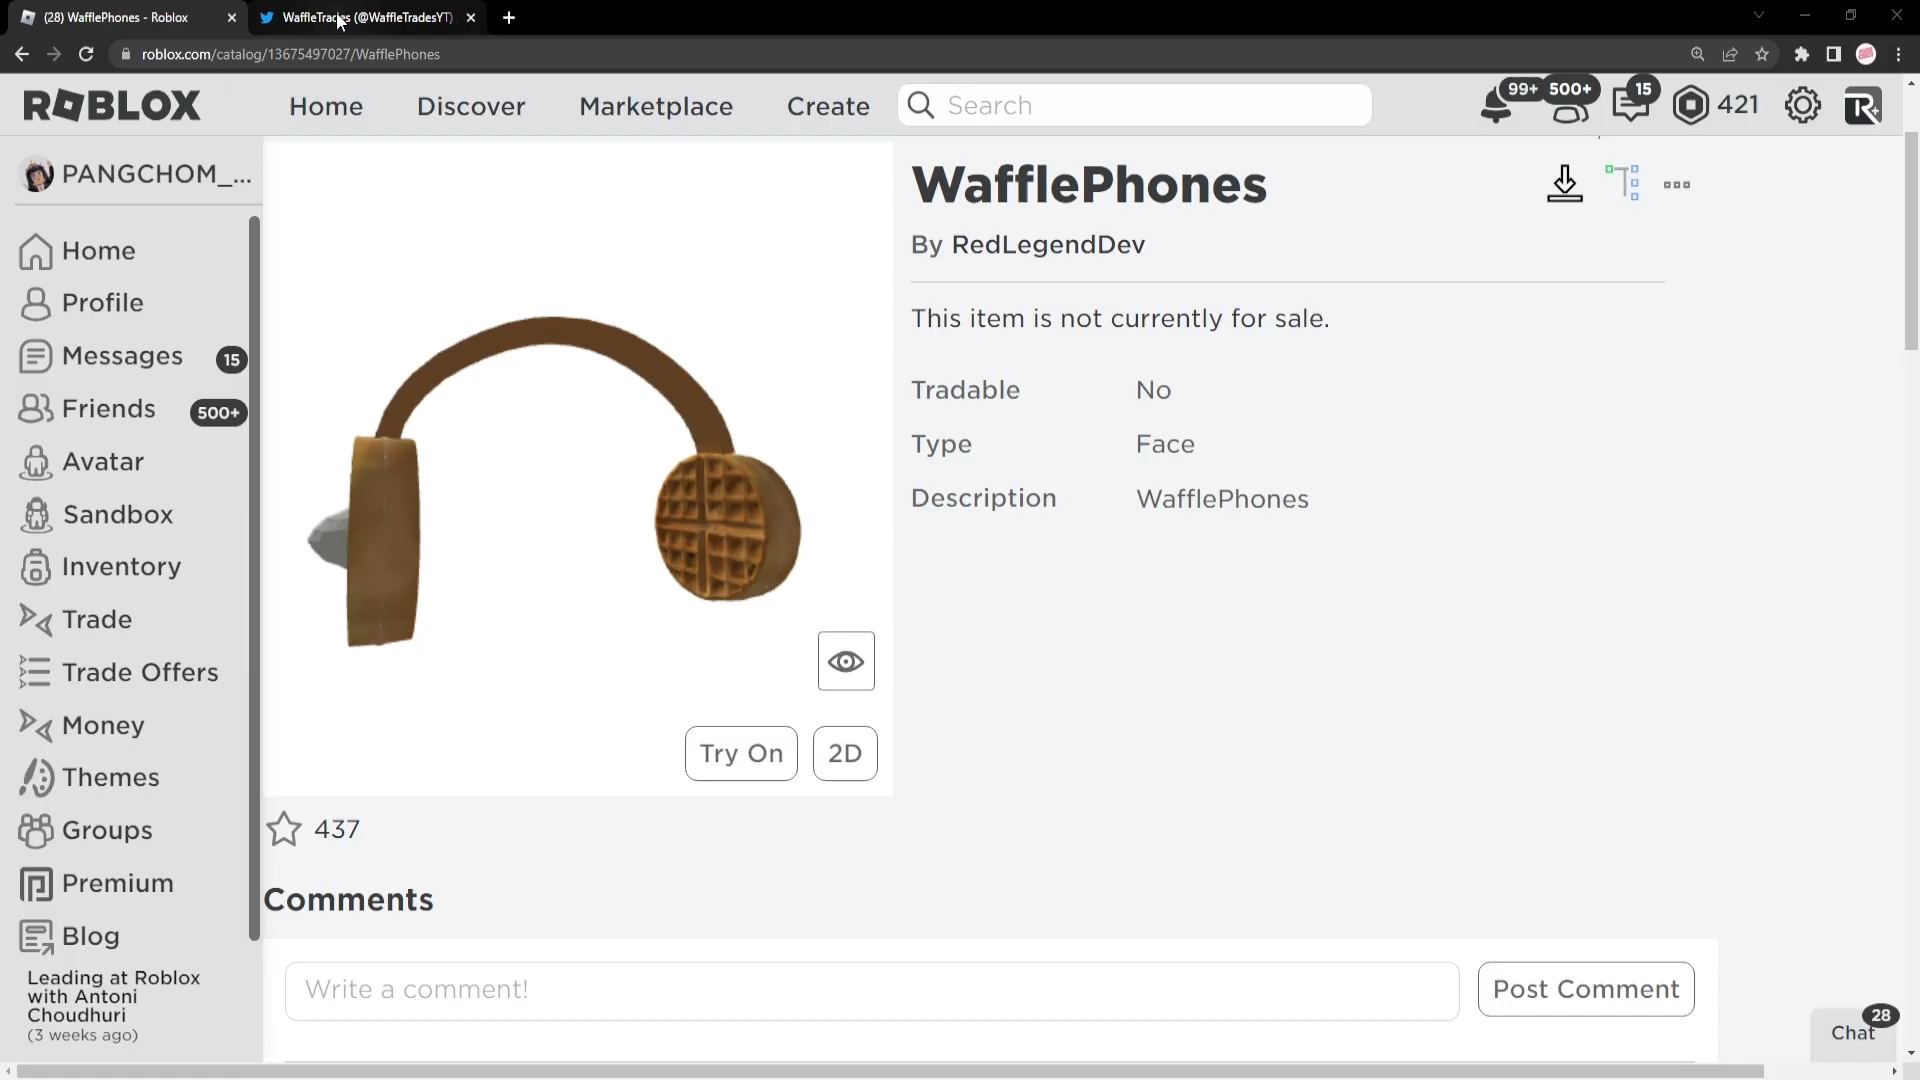 (28) WafflePhones - Roblox
WaffleTrades (@WaffleTradesYT)
roblox.com/catalog/13675497027/WafflePhones
ROBLOX
Home
Discover
Marketplace
Create
Search
99+
500+
15
421
PANGCHOM_...
Home
Profile
Messages
15
Friends
500+
Avatar
Sandbox
Inventory
Trade
Trade Offers
Money
Themes
Groups
Premium
Blog
Leading at Roblox
with Antoni
Choudhuri
(3 weeks ago)
WafflePhones
By RedLegendDev
This item is not currently for sale.
Tradable No
Type Face
Description WafflePhones
Try On
2D
437
Comments
Write a comment!
Post Comment
Chat
28